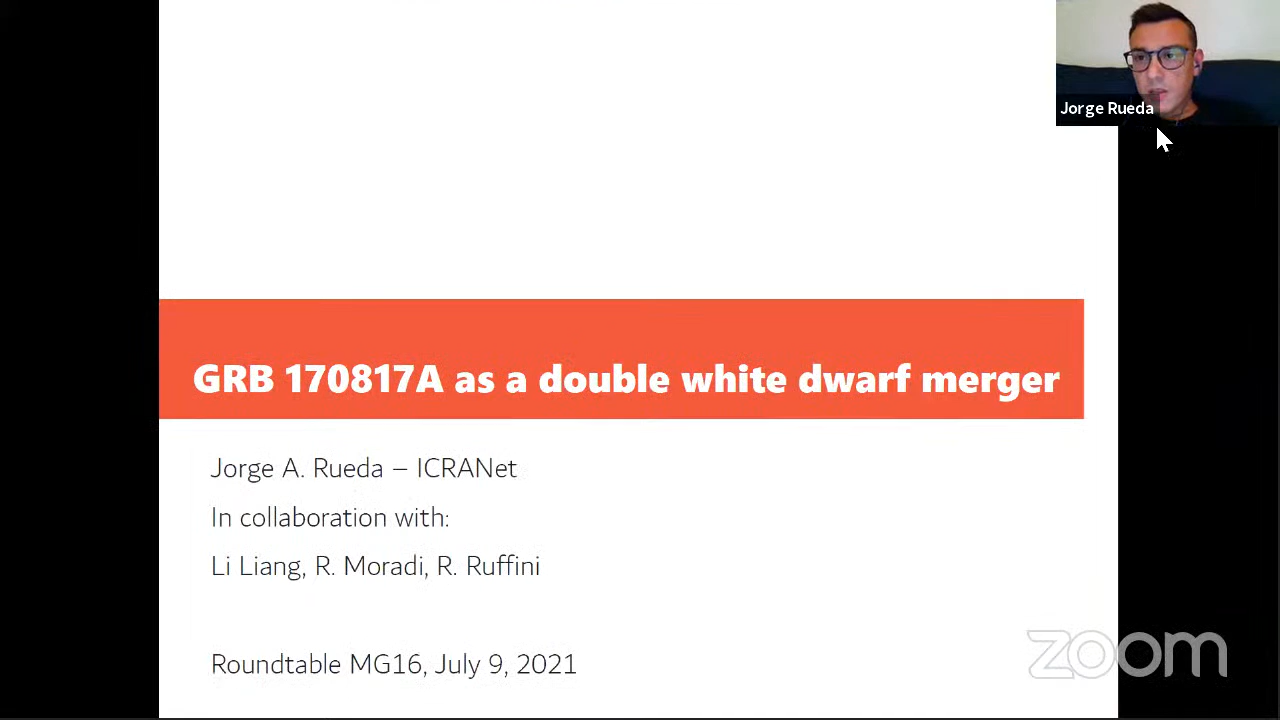 Jorge Rueda
GRB 170817A as a double white dwarf merger
Jorge A. Rueda – ICRANet
In collaboration with:
Li Liang, R. Moradi, R. Ruffini
Roundtable MG16, July 9, 2021
zoom